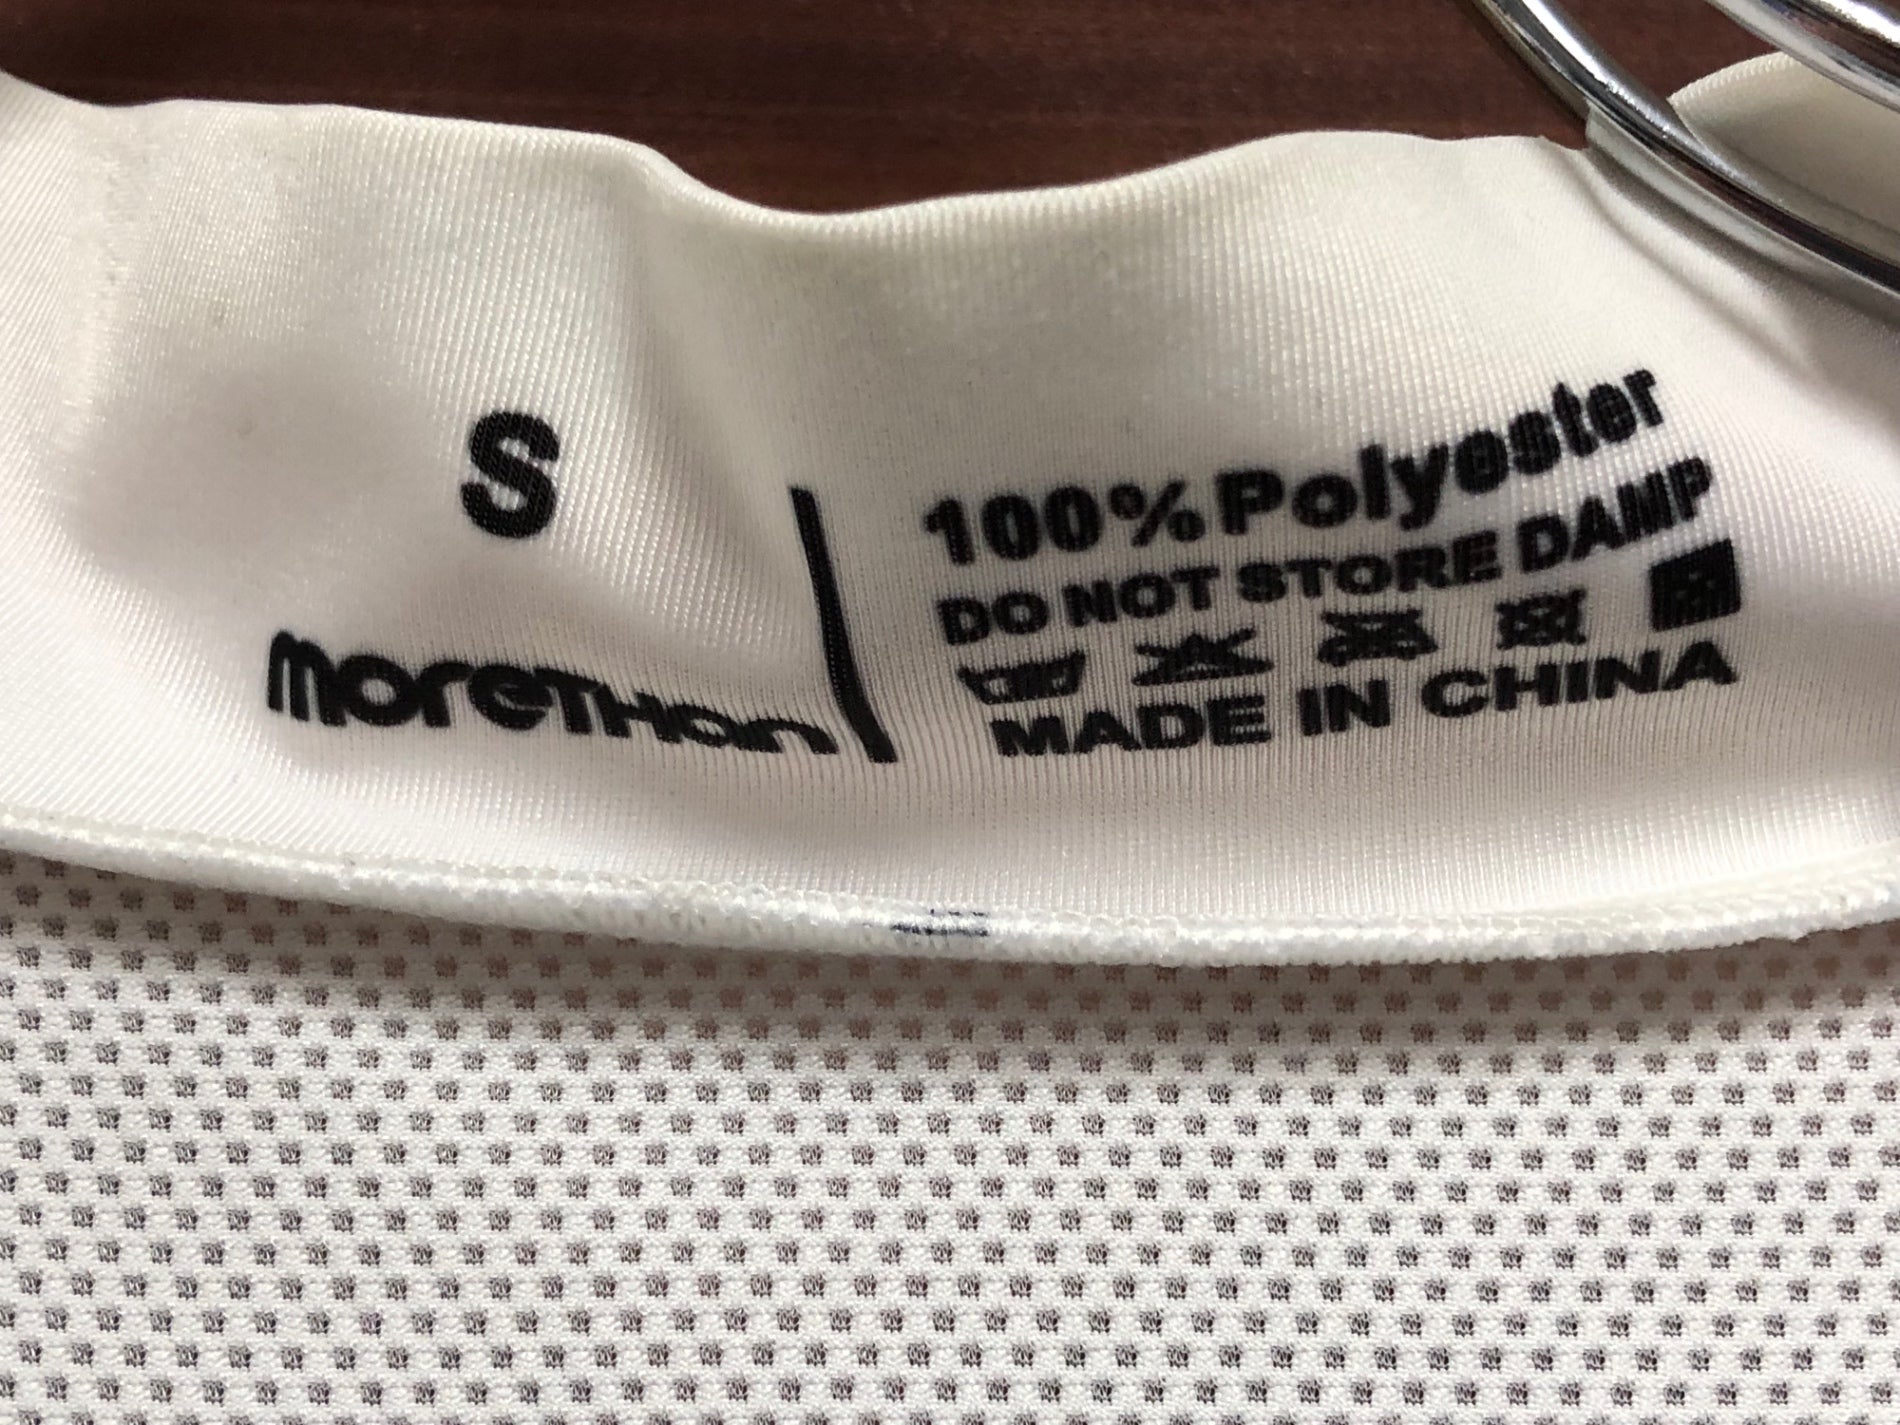 S
moreTHan
100% Polyester
DO NOT STORE DAMP
MADE IN CHINA